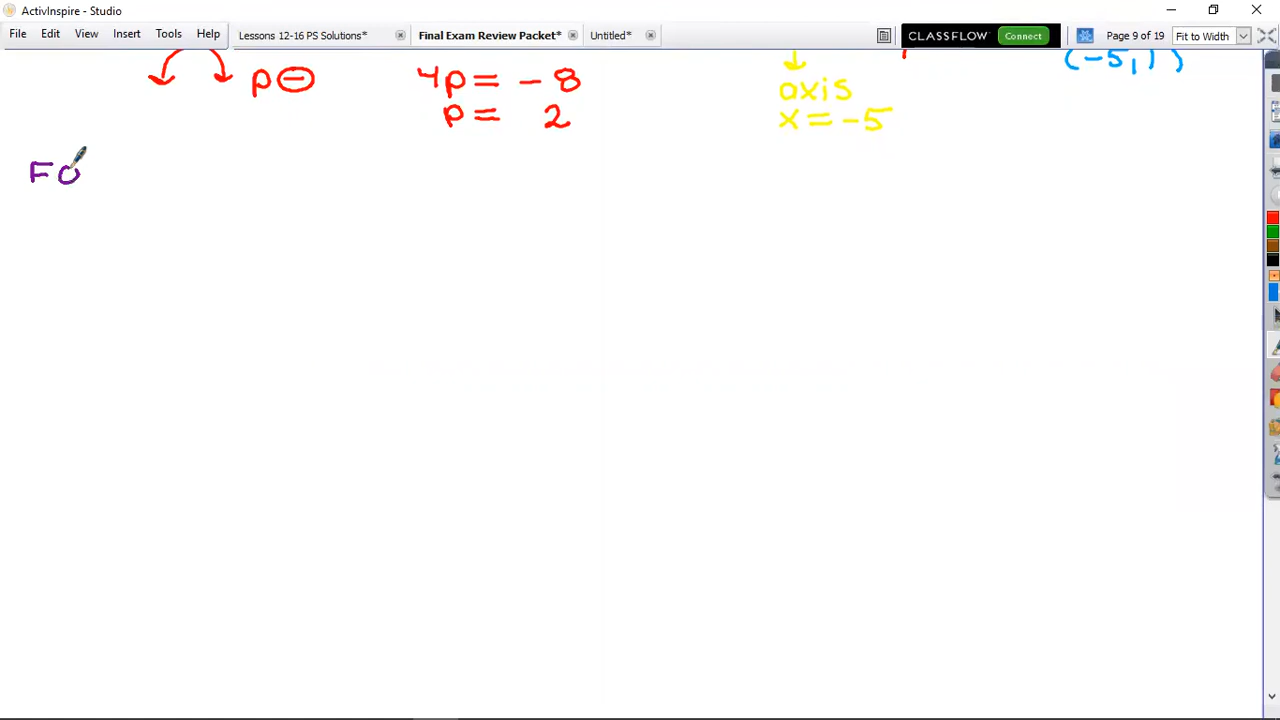 ActivInspire - Studio
File Edit View Insert Tools Help
Lessons 12-16 PS Solutions*
Final Exam Review Packet*
Untitled*
CLASSFLOW Connect
Page 9 of 19
Fit to Width
p ⊖
4p = -8
p = 2
axis
x = -5
(-5,1)
FO